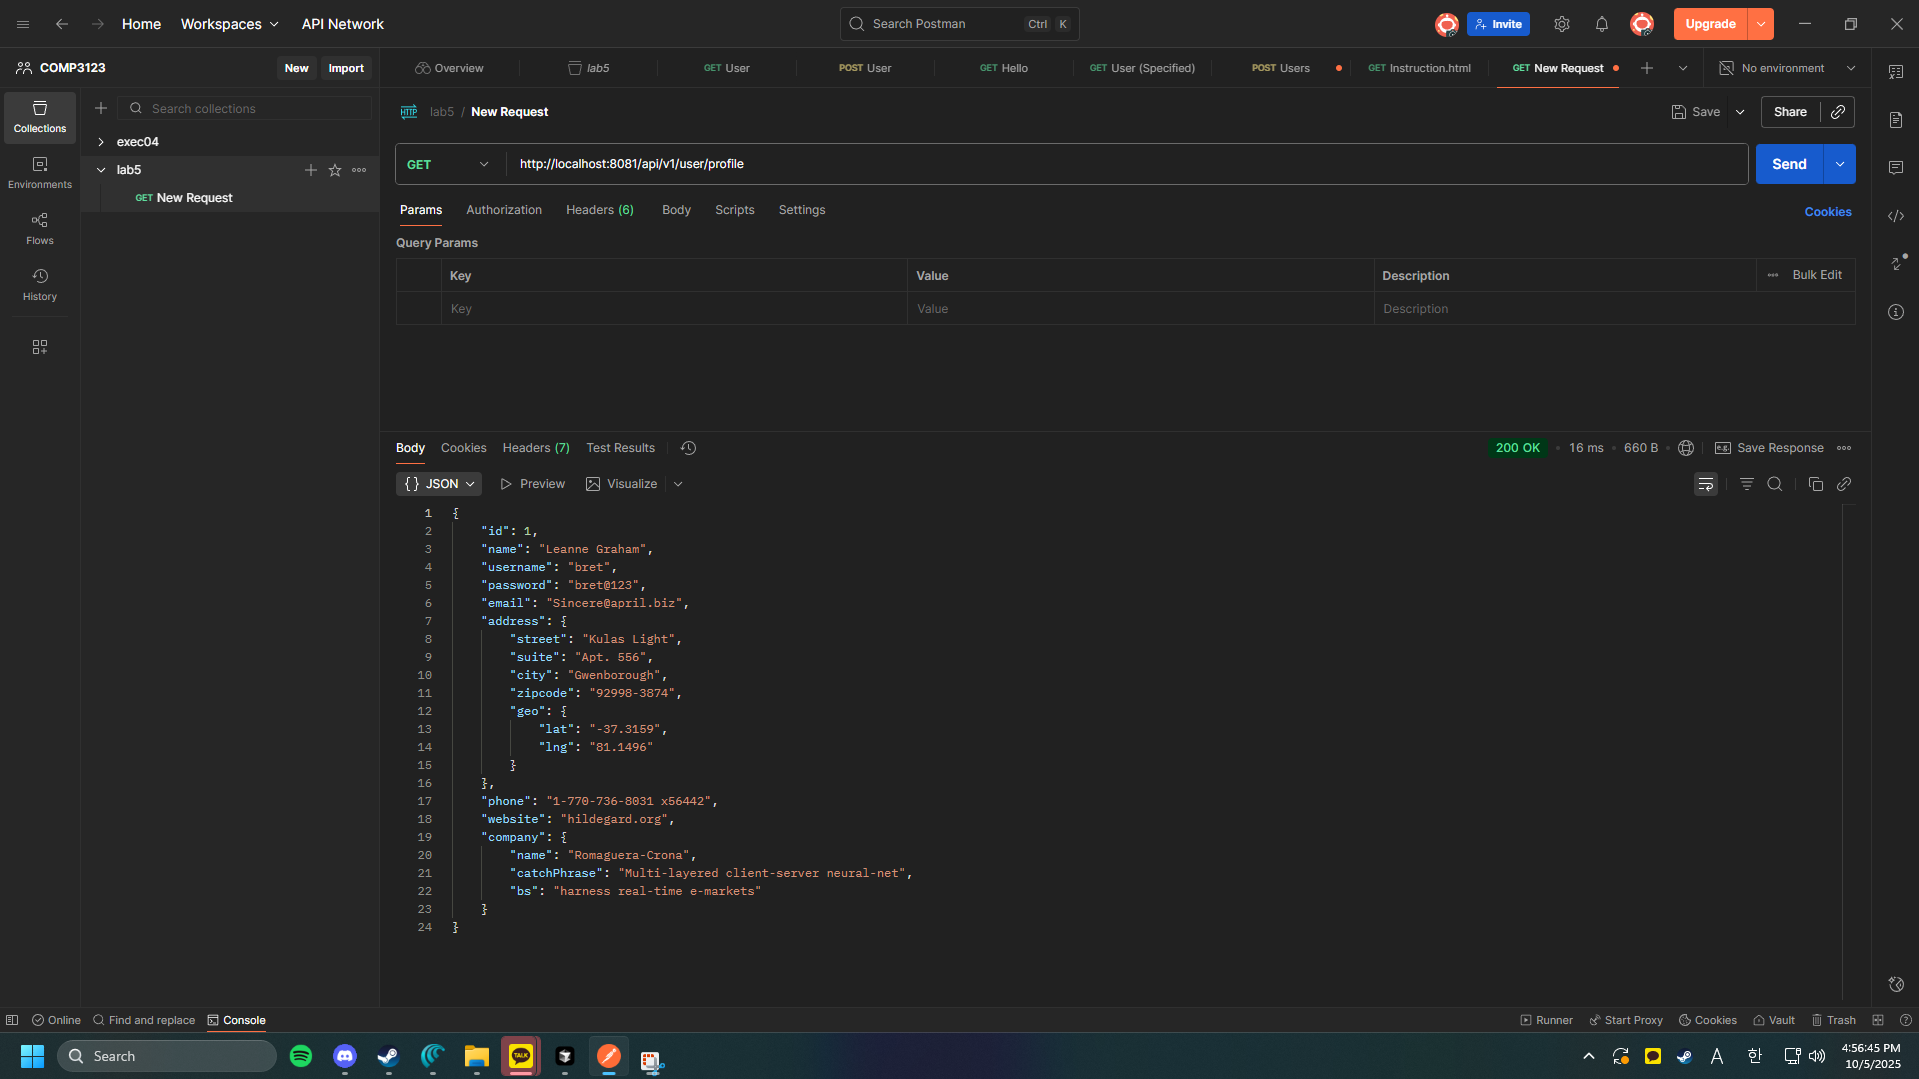 Home Workspaces API Network Search Postman Ctrl K Invite Upgrade
COMP3123 New Import Overview lab5 GET User POST User GET Hello GET User (Specified) POST Users GET Instruction.html GET New Request No environment
Search collections
Collections
Environments
Flows
History
exec04
lab5
GET New Request
HTTP lab5 / New Request Save Share
GET http://localhost:8081/api/v1/user/profile Send
Params Authorization Headers (6) Body Scripts Settings Cookies
Query Params
Key Value Description Bulk Edit
Key Value Description
Body Cookies Headers (7) Test Results 200 OK 16 ms 660 B e.g. Save Response
{} JSON Preview Visualize
1 {
2 "id": 1,
3 "name": "Leanne Graham",
4 "username": "bret",
5 "password": "bret@123",
6 "email": "Sincere@april.biz",
7 "address": {
8 "street": "Kulas Light",
9 "suite": "Apt. 556",
10 "city": "Gwenborough",
11 "zipcode": "92998-3874",
12 "geo": {
13 "lat": "-37.3159",
14 "lng": "81.1496"
15 }
16 },
17 "phone": "1-770-736-8031 x56442",
18 "website": "hildegard.org",
19 "company": {
20 "name": "Romaguera-Crona",
21 "catchPhrase": "Multi-layered client-server neural-net",
22 "bs": "harness real-time e-markets"
23 }
24 }
Online Find and replace Console Runner Start Proxy Cookies Vault Trash
Search TALK A 한 4:56:45 PM
10/5/2025